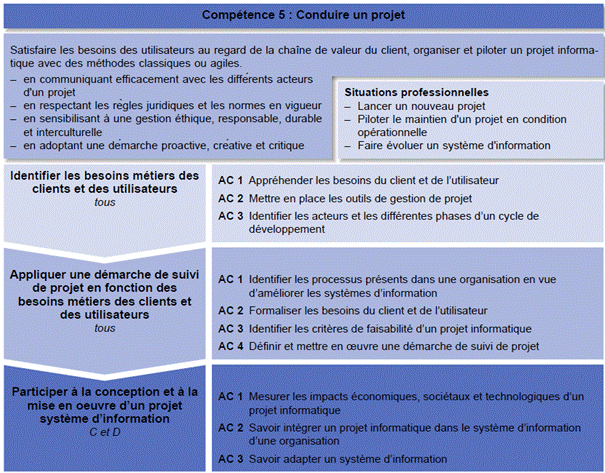 Compétence 5 : Conduire un projet
Satisfaire les besoins des utilisateurs au regard de la chaîne de valeur du client, organiser et piloter un projet informa-
tique avec des méthodes classiques ou agiles.
– en communiquant efficacement avec les différents acteurs
d'un projet
– en respectant les règles juridiques et les normes en vigueur
– en sensibilisant à une gestion éthique, responsable, durable
et interculturelle
– en adoptant une démarche proactive, créative et critique
Situations professionnelles
– Lancer un nouveau projet
– Piloter le maintien d'un projet en condition
opérationnelle
– Faire évoluer un système d'information
Identifier les besoins métiers des
clients et des utilisateurs
tous
AC 1 Appréhender les besoins du client et de l'utilisateur
AC 2 Mettre en place les outils de gestion de projet
AC 3 Identifier les acteurs et les différentes phases d'un cycle de
développement
Appliquer une démarche de suivi
de projet en fonction des
besoins métiers des clients et
des utilisateurs
tous
AC 1 Identifier les processus présents dans une organisation en vue
d'améliorer les systèmes d'information
AC 2 Formaliser les besoins du client et de l'utilisateur
AC 3 Identifier les critères de faisabilité d'un projet informatique
AC 4 Définir et mettre en œuvre une démarche de suivi de projet
Participer à la conception et à la
mise en oeuvre d'un projet
système d'information
C et D
AC 1 Mesurer les impacts économiques, sociétaux et technologiques d'un
projet informatique
AC 2 Savoir intégrer un projet informatique dans le système d'information
d'une organisation
AC 3 Savoir adapter un système d'information